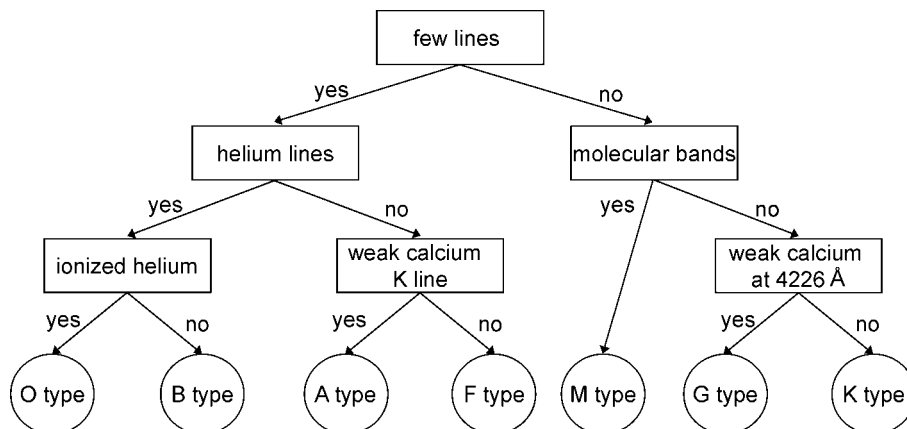 few lines
yes
no
helium lines
molecular bands
yes
no
yes
no
ionized helium
weak calcium
K line
weak calcium
at 4226 Å
yes
no
yes
no
yes
no
O type
B type
A type
F type
M type
G type
K type